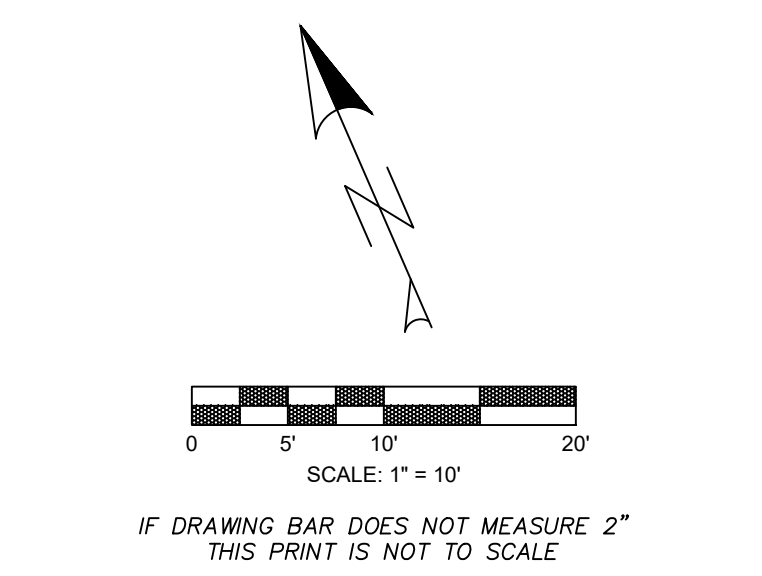 N
0 5' 10' 20'
SCALE: 1" = 10'
IF DRAWING BAR DOES NOT MEASURE 2”
THIS PRINT IS NOT TO SCALE